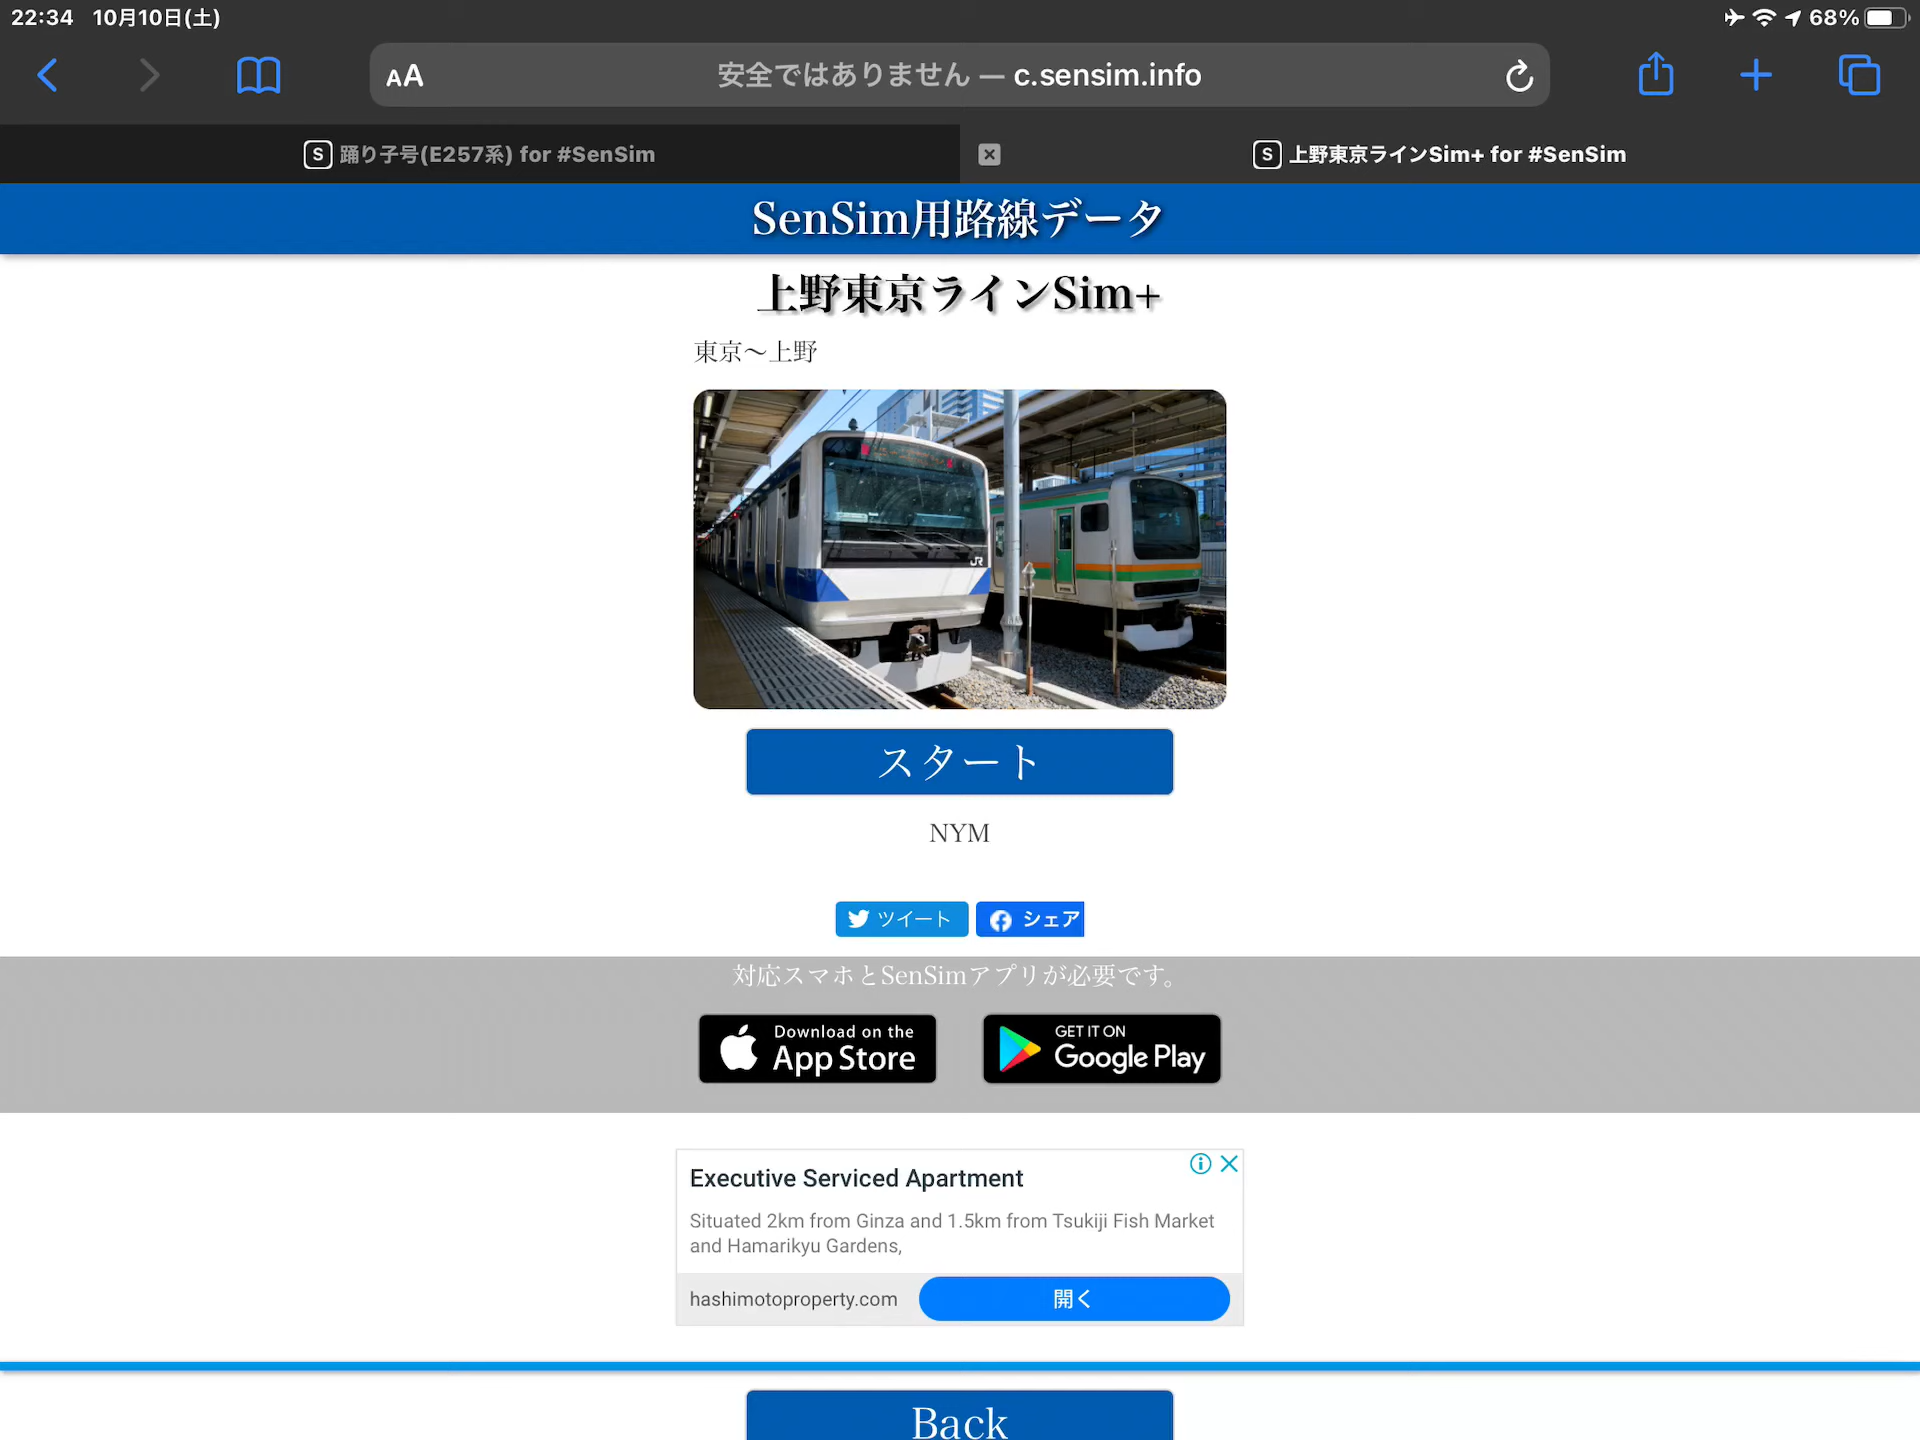 22:34 10月10日(土) 68%
AA 安全ではありません — c.sensim.info
S 踊り子号(E257系) for #SenSim
S 上野東京ラインSim+ for #SenSim
SenSim用路線データ
上野東京ラインSim+
東京〜上野
JR
スタート
NYM
ツイート シェア
対応スマホとSenSimアプリが必要です。
Download on the
App Store
GET IT ON
Google Play
Executive Serviced Apartment
Situated 2km from Ginza and 1.5km from Tsukiji Fish Market
and Hamarikyu Gardens,
hashimotoproperty.com 開く
Back